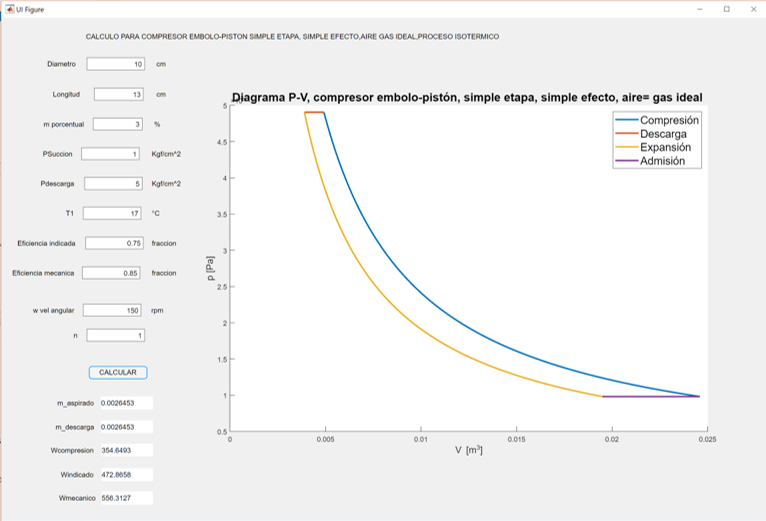 UI Figure
CALCULO PARA COMPRESOR EMBOLO-PISTON SIMPLE ETAPA, SIMPLE EFECTO,AIRE GAS IDEAL,PROCESO ISOTERMICO
Diametro 10 cm
Longitud 13 cm
m porcentual 3 %
PSuccion 1 Kgf/cm^2
Pdescarga 5 Kgf/cm^2
T1 17 °C
Eficiencia indicada 0.75 fraccion
Eficiencia mecanica 0.85 fraccion
w vel angular 150 rpm
n 1
CALCULAR
m_aspirado 0.0026453
m_descarga 0.0026453
Wcompresion 354.6493
Windicado 472.8658
Wmecanico 556.3127
Diagrama P-V, compresor embolo-pistón, simple etapa, simple efecto, aire= gas ideal
Compresión
Descarga
Expansión
Admisión
p [Pa]
5
4.5
4
3.5
3
2.5
2
1.5
1
0.5
0 0.005 0.01 0.015 0.02 0.025
V [m³]